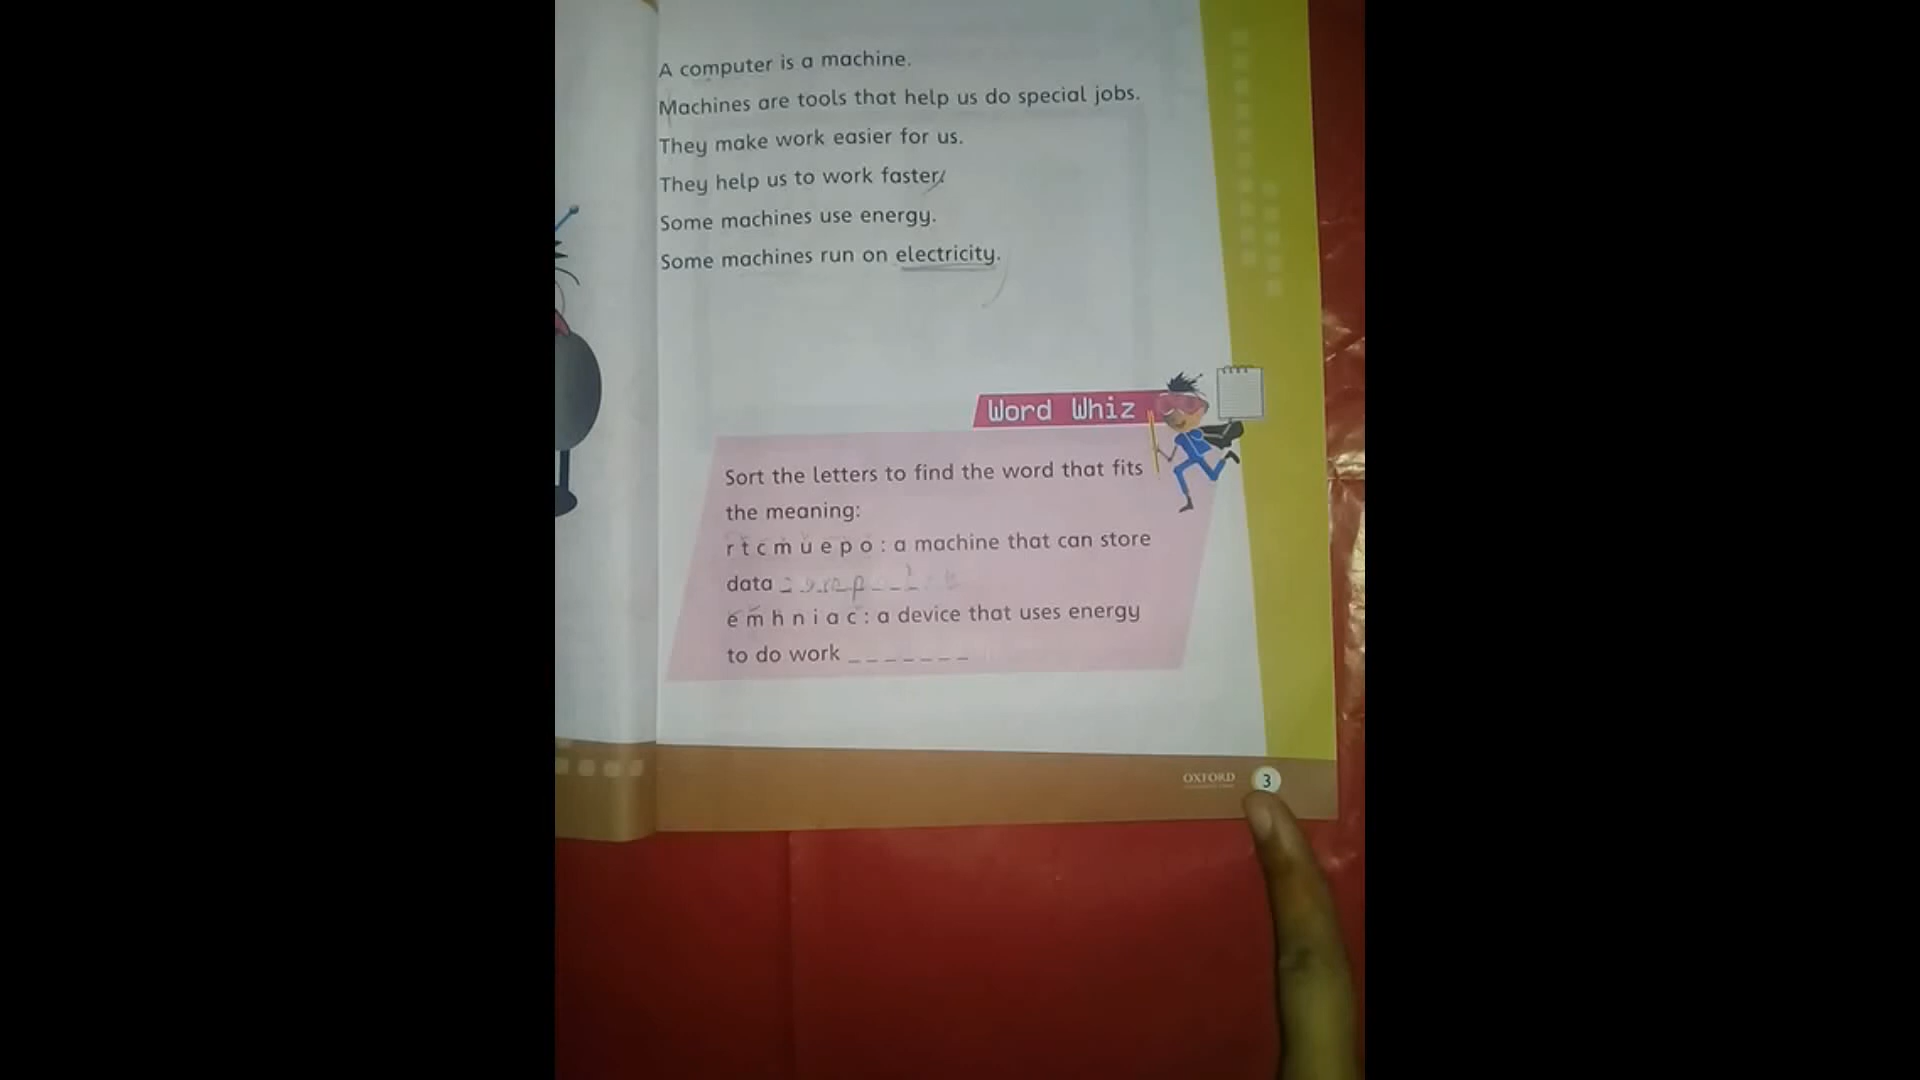 A computer is a machine.
Machines are tools that help us do special jobs.
They make work easier for us.
They help us to work faster.
Some machines use energy.
Some machines run on electricity.
Word Whiz
Sort the letters to find the word that fits
the meaning:
r t c m u e p o : a machine that can store
data
e m h n i a c : a device that uses energy
to do work _ _ _ _ _ _ _
OXFORD 3